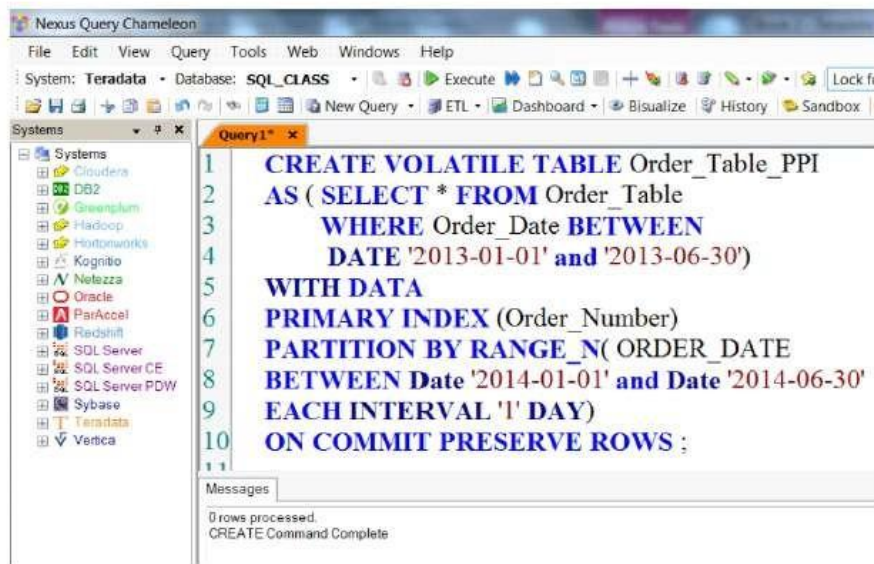 Nexus Query Chameleon
File Edit View Query Tools Web Windows Help
System: Teradata Database: SQL_CLASS Execute Lock
New Query ETL Dashboard Bisualize History Sandbox
Systems
Query1*
Systems
Cloudera
DB2
Greenplum
Hadoop
Hortonworks
Kognitio
Netezza
Oracle
ParAccel
Redshift
SQL Server
SQL Server CE
SQL Server PDW
Sybase
Teradata
Vertica
1 CREATE VOLATILE TABLE Order_Table_PPI
2 AS ( SELECT * FROM Order_Table
3 WHERE Order_Date BETWEEN
4 DATE '2013-01-01' and '2013-06-30')
5 WITH DATA
6 PRIMARY INDEX (Order_Number)
7 PARTITION BY RANGE_N( ORDER_DATE
8 BETWEEN Date '2014-01-01' and Date '2014-06-30'
9 EACH INTERVAL '1' DAY)
10 ON COMMIT PRESERVE ROWS ;
11
Messages
0 rows processed.
CREATE Command Complete